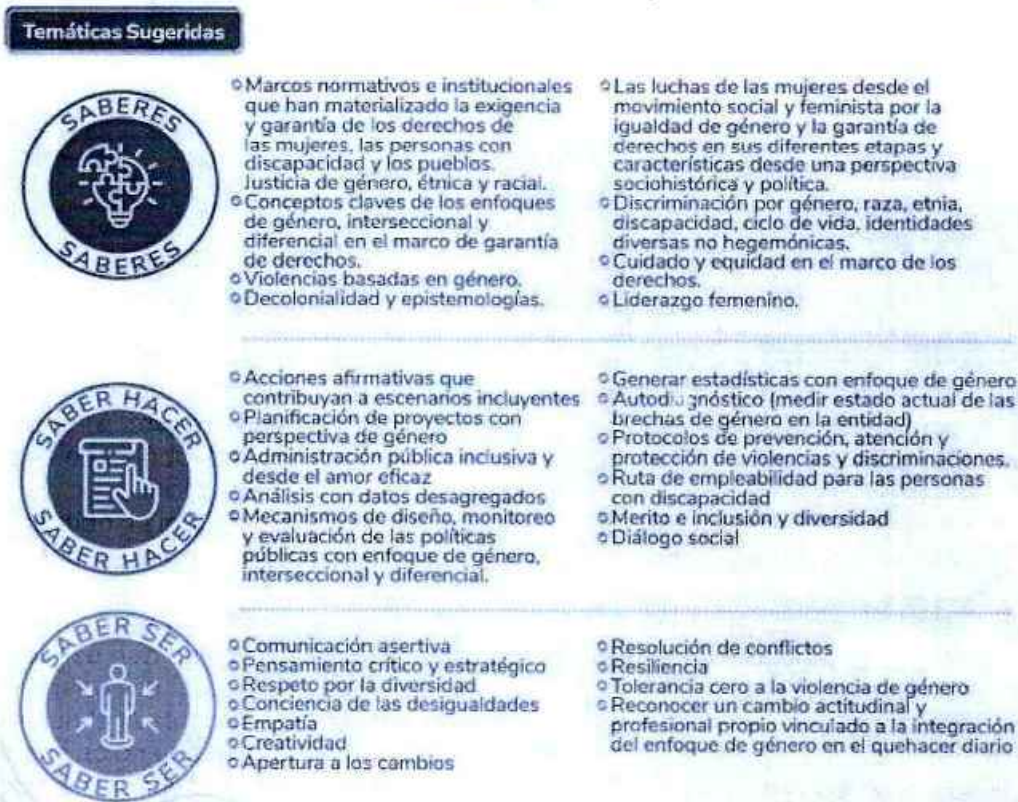 Temáticas Sugeridas
SABERES
SABERES
Marcos normativos e institucionales
que han materializado la exigencia
y garantía de los derechos de
las mujeres, las personas con
discapacidad y los pueblos.
Justicia de género, étnica y racial.
Conceptos claves de los enfoques
de género, interseccional y
diferencial en el marco de garantía
de derechos.
Violencias basadas en género.
Decolonialidad y epistemologías.
Las luchas de las mujeres desde el
movimiento social y feminista por la
igualdad de género y la garantía de
derechos en sus diferentes etapas y
características desde una perspectiva
sociohistórica y política.
Discriminación por género, raza, etnia,
discapacidad, ciclo de vida, identidades
diversas no hegemónicas.
Cuidado y equidad en el marco de los
derechos.
Liderazgo femenino.
SABER HACER
SABER HACER
Acciones afirmativas que
contribuyan a escenarios incluyentes
Planificación de proyectos con
perspectiva de género
Administración pública inclusiva y
desde el amor eficaz
Análisis con datos desagregados
Mecanismos de diseño, monitoreo
y evaluación de las políticas
públicas con enfoque de género,
interseccional y diferencial.
Generar estadísticas con enfoque de género
(medir estado actual de las
brechas de género en la entidad)
Protocolos de prevención, atención y
protección de violencias y discriminaciones.
Ruta de empleabilidad para las personas
con discapacidad
Merito e inclusión y diversidad
Diálogo social
SABER SER
SABER SER
Comunicación asertiva
Pensamiento crítico y estratégico
Respeto por la diversidad
Conciencia de las desigualdades
Empatía
Creatividad
Apertura a los cambios
Resolución de conflictos
Resiliencia
Tolerancia cero a la violencia de género
Reconocer un cambio actitudinal y
profesional propio vinculado a la integración
del enfoque de género en el quehacer diario